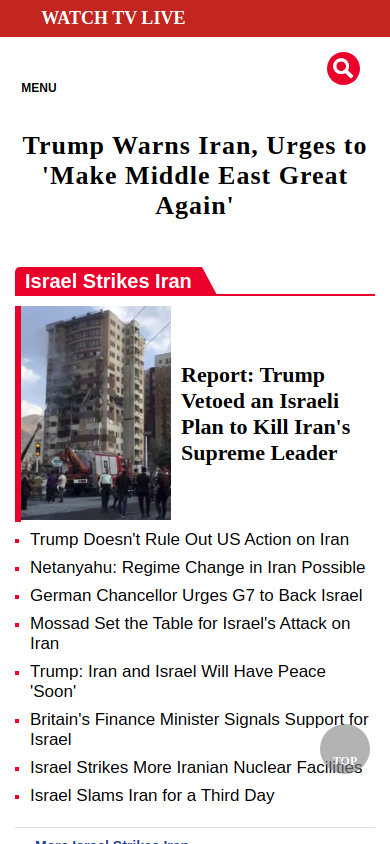 WATCH TV LIVE
MENU
Trump Warns Iran, Urges to
'Make Middle East Great
Again'
Israel Strikes Iran
Report: Trump
Vetoed an Israeli
Plan to Kill Iran's
Supreme Leader
Trump Doesn't Rule Out US Action on Iran
Netanyahu: Regime Change in Iran Possible
German Chancellor Urges G7 to Back Israel
Mossad Set the Table for Israel's Attack on
Iran
Trump: Iran and Israel Will Have Peace
'Soon'
Britain's Finance Minister Signals Support for
Israel
Israel Strikes More Iranian Nuclear Facilities
TOP
Israel Slams Iran for a Third Day
More Israel Strikes Iran